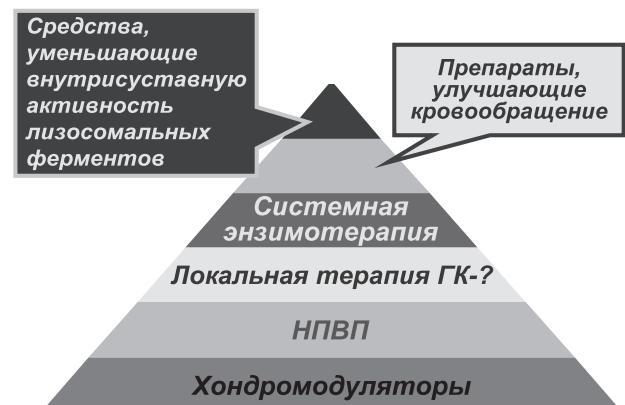 Средства,
уменьшающие
внутрисуставную
активность
лизосомальных
ферментов
Препараты,
улучшающие
кровообращение
Системная
энзимотерапия
Локальная терапия ГК-?
НПВП
Хондромодуляторы